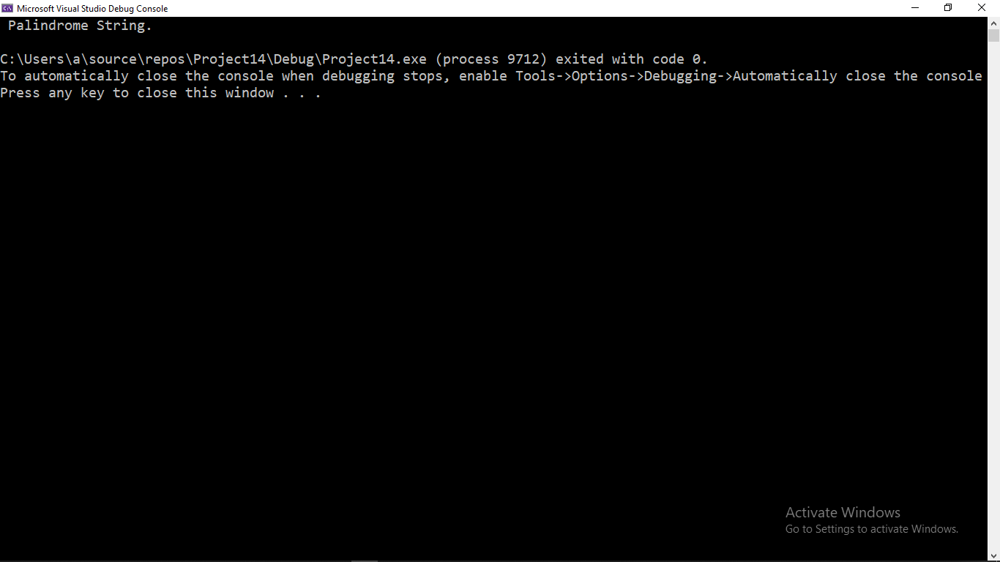 Microsoft Visual Studio Debug Console
Palindrome String.
C:\Users\a\source\repos\Project14\Debug\Project14.exe (process 9712) exited with code 0.
To automatically close the console when debugging stops, enable Tools->Options->Debugging->Automatically close the console
Press any key to close this window . . .
Activate Windows
Go to Settings to activate Windows.